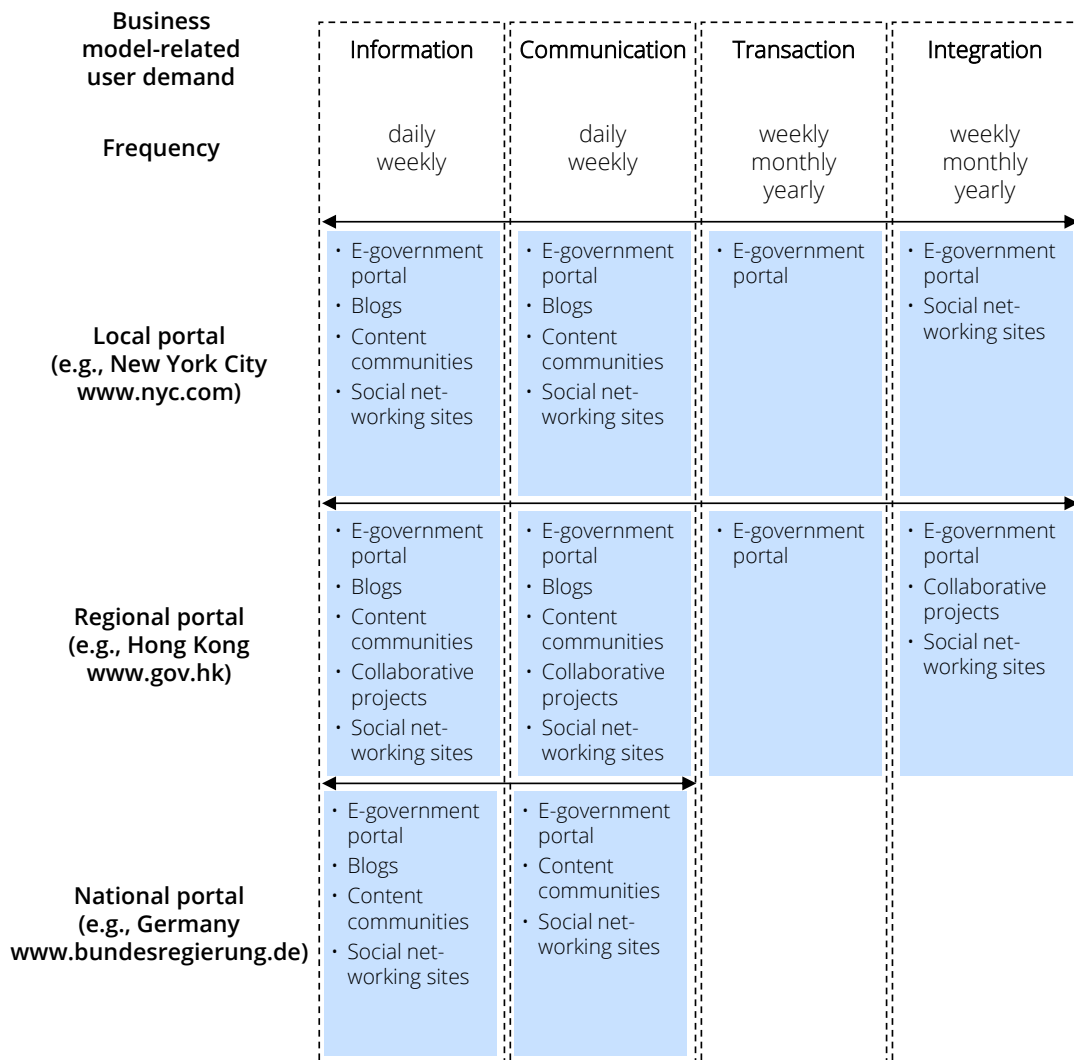 Business
model-related
user demand
Information
Communication
Transaction
Integration
Frequency
daily
weekly
daily
weekly
weekly
monthly
yearly
weekly
monthly
yearly
Local portal
(e.g., New York City
www.nyc.com)
• E-government
portal
• Blogs
• Content
communities
• Social net-
working sites
• E-government
portal
• Blogs
• Content
communities
• Social net-
working sites
• E-government
portal
• E-government
portal
• Social net-
working sites
Regional portal
(e.g., Hong Kong
www.gov.hk)
• E-government
portal
• Blogs
• Content
communities
• Collaborative
projects
• Social net-
working sites
• E-government
portal
• Blogs
• Content
communities
• Collaborative
projects
• Social net-
working sites
• E-government
portal
• E-government
portal
• Collaborative
projects
• Social net-
working sites
National portal
(e.g., Germany
www.bundesregierung.de)
• E-government
portal
• Blogs
• Content
communities
• Social net-
working sites
• E-government
portal
• Content
communities
• Social net-
working sites